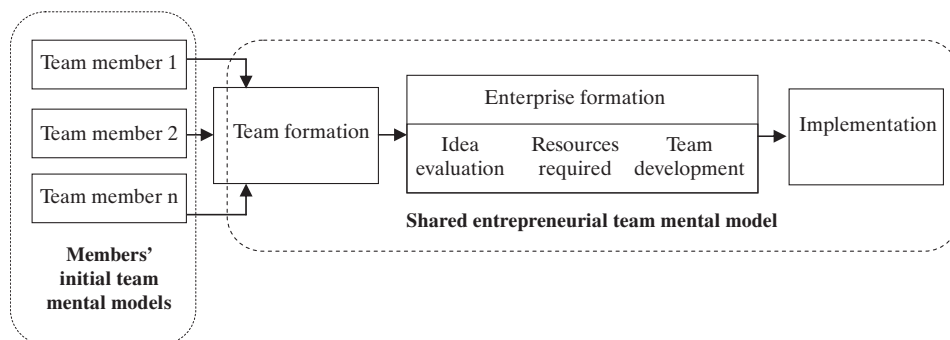 Team member 1
Team member 2
Team member n
Members’
initial team
mental models
Team formation
Enterprise formation
Idea
evaluation
Resources
required
Team
development
Implementation
Shared entrepreneurial team mental model